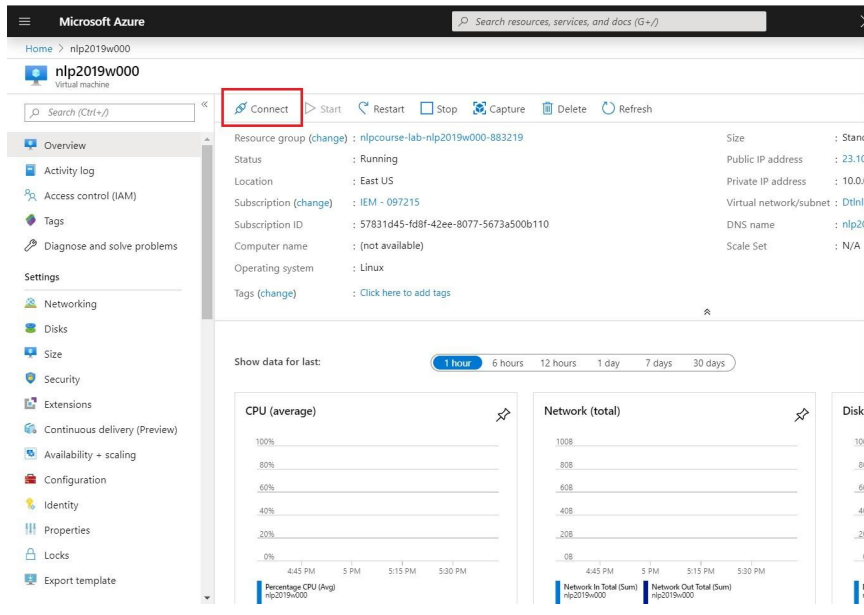 Microsoft Azure
Search resources, services, and docs (G+/)
Home > nlp2019w000
nlp2019w000
Virtual machine
Search (Ctrl+/)
«
Overview
Activity log
Access control (IAM)
Tags
Diagnose and solve problems
Settings
Networking
Disks
Size
Security
Extensions
Continuous delivery (Preview)
Availability + scaling
Configuration
Identity
Properties
Locks
Export template
Connect Start Restart Stop Capture Delete Refresh
Resource group (change) : nlpcourse-lab-nlp2019w000-883219
Status : Running
Location : East US
Subscription (change) : IEM - 097215
Subscription ID : 57831d45-fd8f-42ee-8077-5673a500b110
Computer name : (not available)
Operating system : Linux
Tags (change) : Click here to add tags
Size : Stand
Public IP address : 23.10
Private IP address : 10.0.
Virtual network/subnet : Dtlnl
DNS name : nlp20
Scale Set : N/A
Show data for last: 1 hour 6 hours 12 hours 1 day 7 days 30 days
CPU (average)
100%
80%
60%
40%
20%
0%
4:45 PM 5 PM 5:15 PM 5:30 PM
Percentage CPU (Avg)
nlp2019w000
Network (total)
100B
80B
60B
40B
20B
0B
4:45 PM 5 PM 5:15 PM 5:30 PM
Network In Total (Sum) Network Out Total (Sum)
nlp2019w000 nlp2019w000
Disk